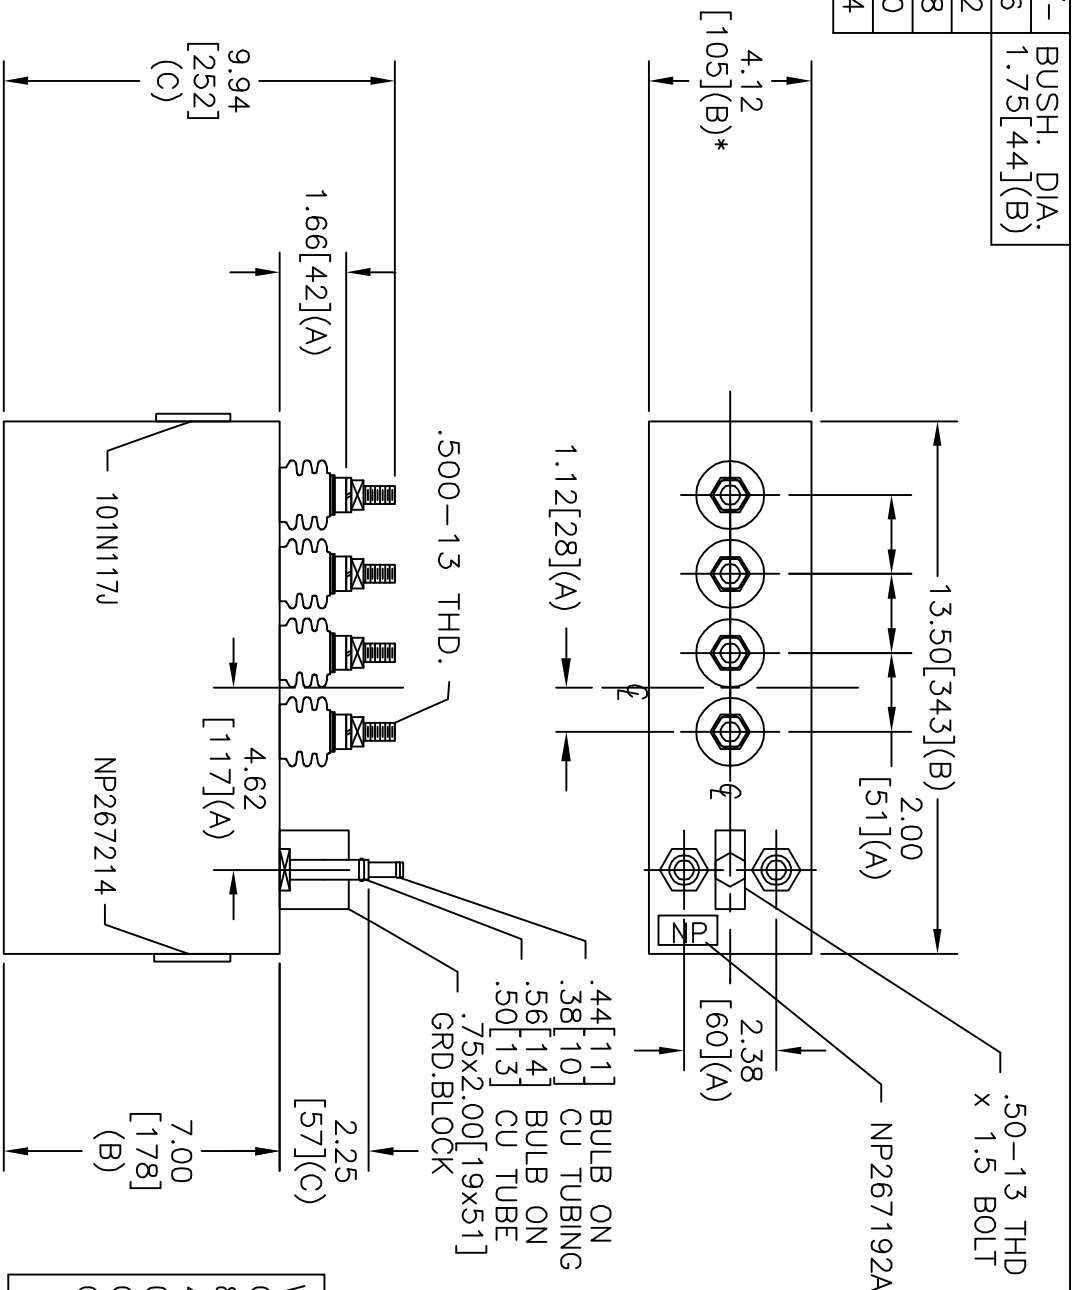 BUSH. DIA.
1.75[44](B)
4.12
[105](B)*
13.50[343](B)
2.00
[51](A)
.50-13 THD
x 1.5 BOLT
NP267192A
NP
2.38
[60](A)
1.12[28](A)
CL
CL
9.94
[252]
(C)
1.66[42](A)
.500-13 THD.
.44[11] BULB ON
.38[10] CU TUBING
.56[14] BULB ON
.50[13] CU TUBE
.75x2.00[19x51]
GRD.BLOCK
2.25
[57](C)
4.62
[117](A)
101N117J
NP267214
7.00
[178]
(B)